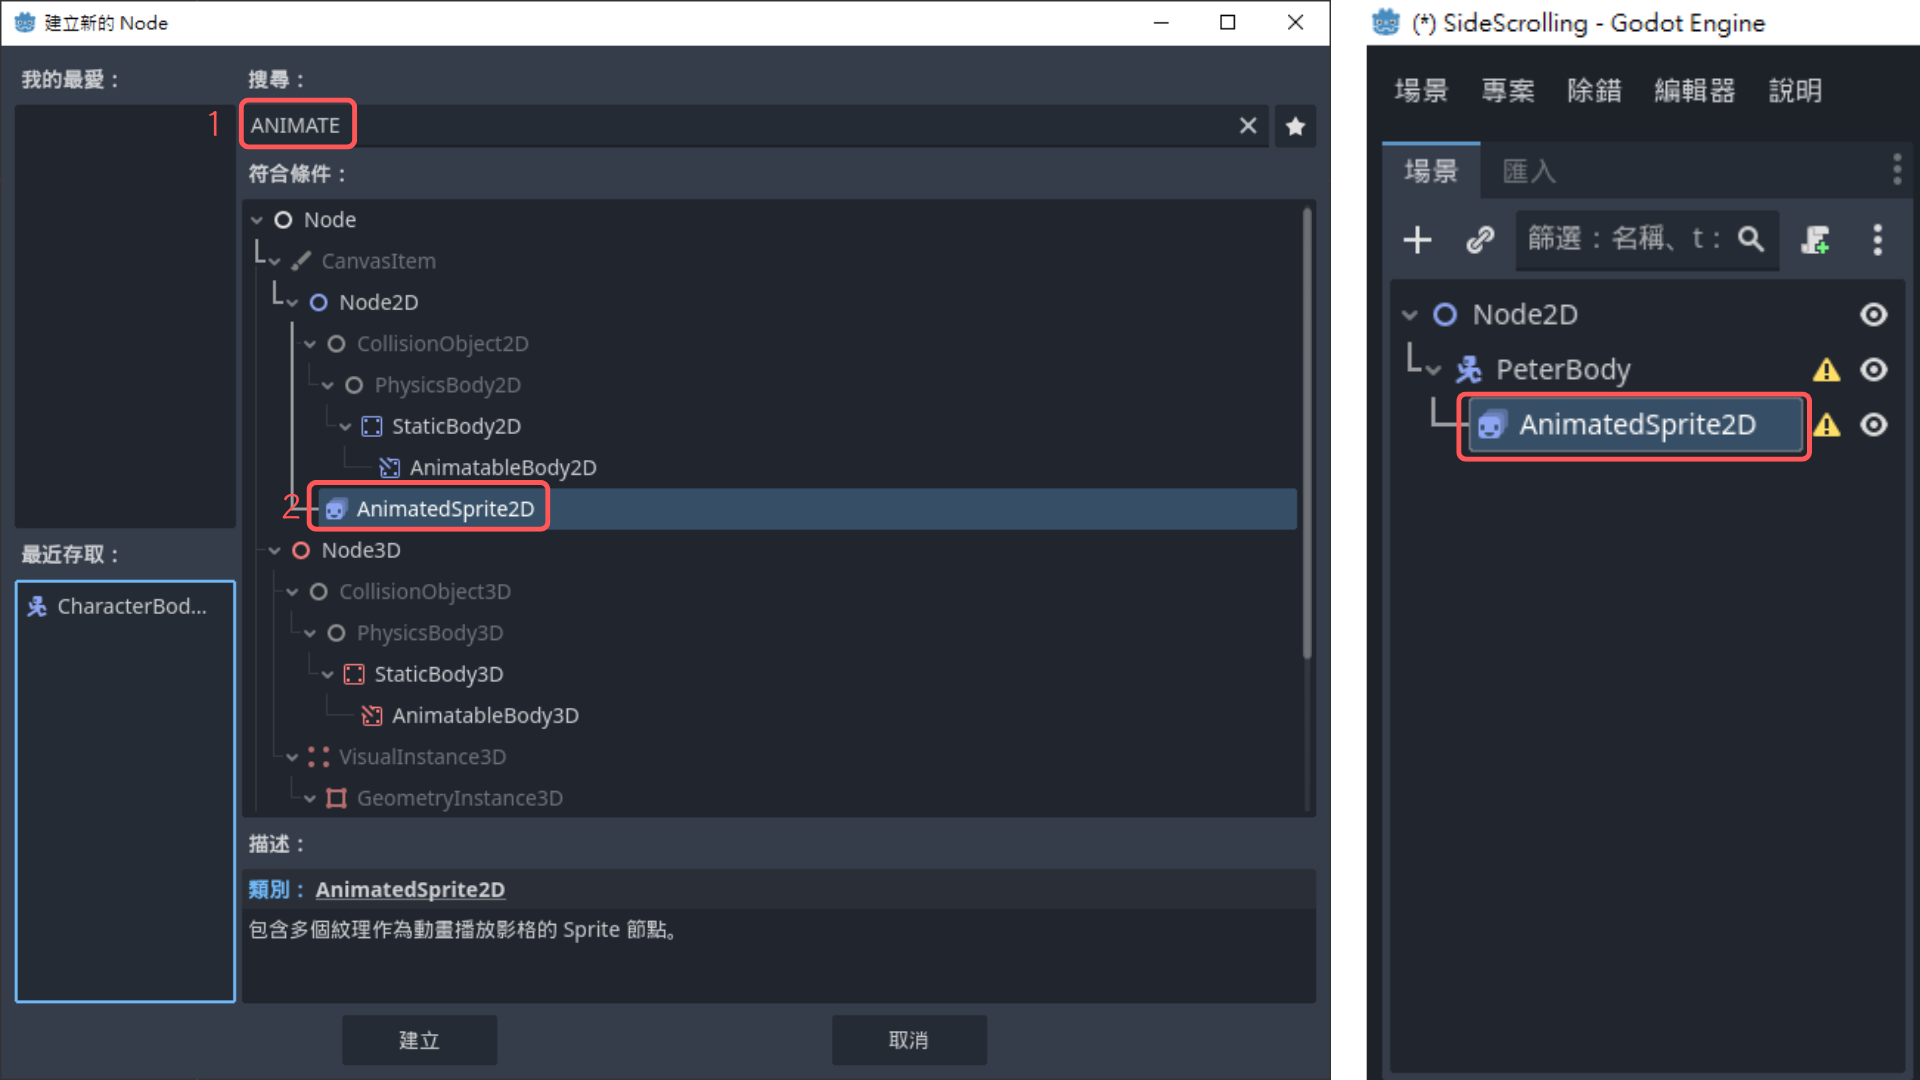 建立新的 Node
我的最愛：
搜尋：
1
ANIMATE
符合條件：
Node
CanvasItem
Node2D
CollisionObject2D
PhysicsBody2D
StaticBody2D
AnimatableBody2D
2
AnimatedSprite2D
Node3D
CollisionObject3D
PhysicsBody3D
StaticBody3D
AnimatableBody3D
VisualInstance3D
GeometryInstance3D
最近存取：
CharacterBod...
描述：
類別： AnimatedSprite2D
包含多個紋理作為動畫播放影格的 Sprite 節點。
建立
取消
(*) SideScrolling - Godot Engine
場景 專案 除錯 編輯器 說明
場景 匯入
篩選：名稱、t：
Node2D
PeterBody
AnimatedSprite2D